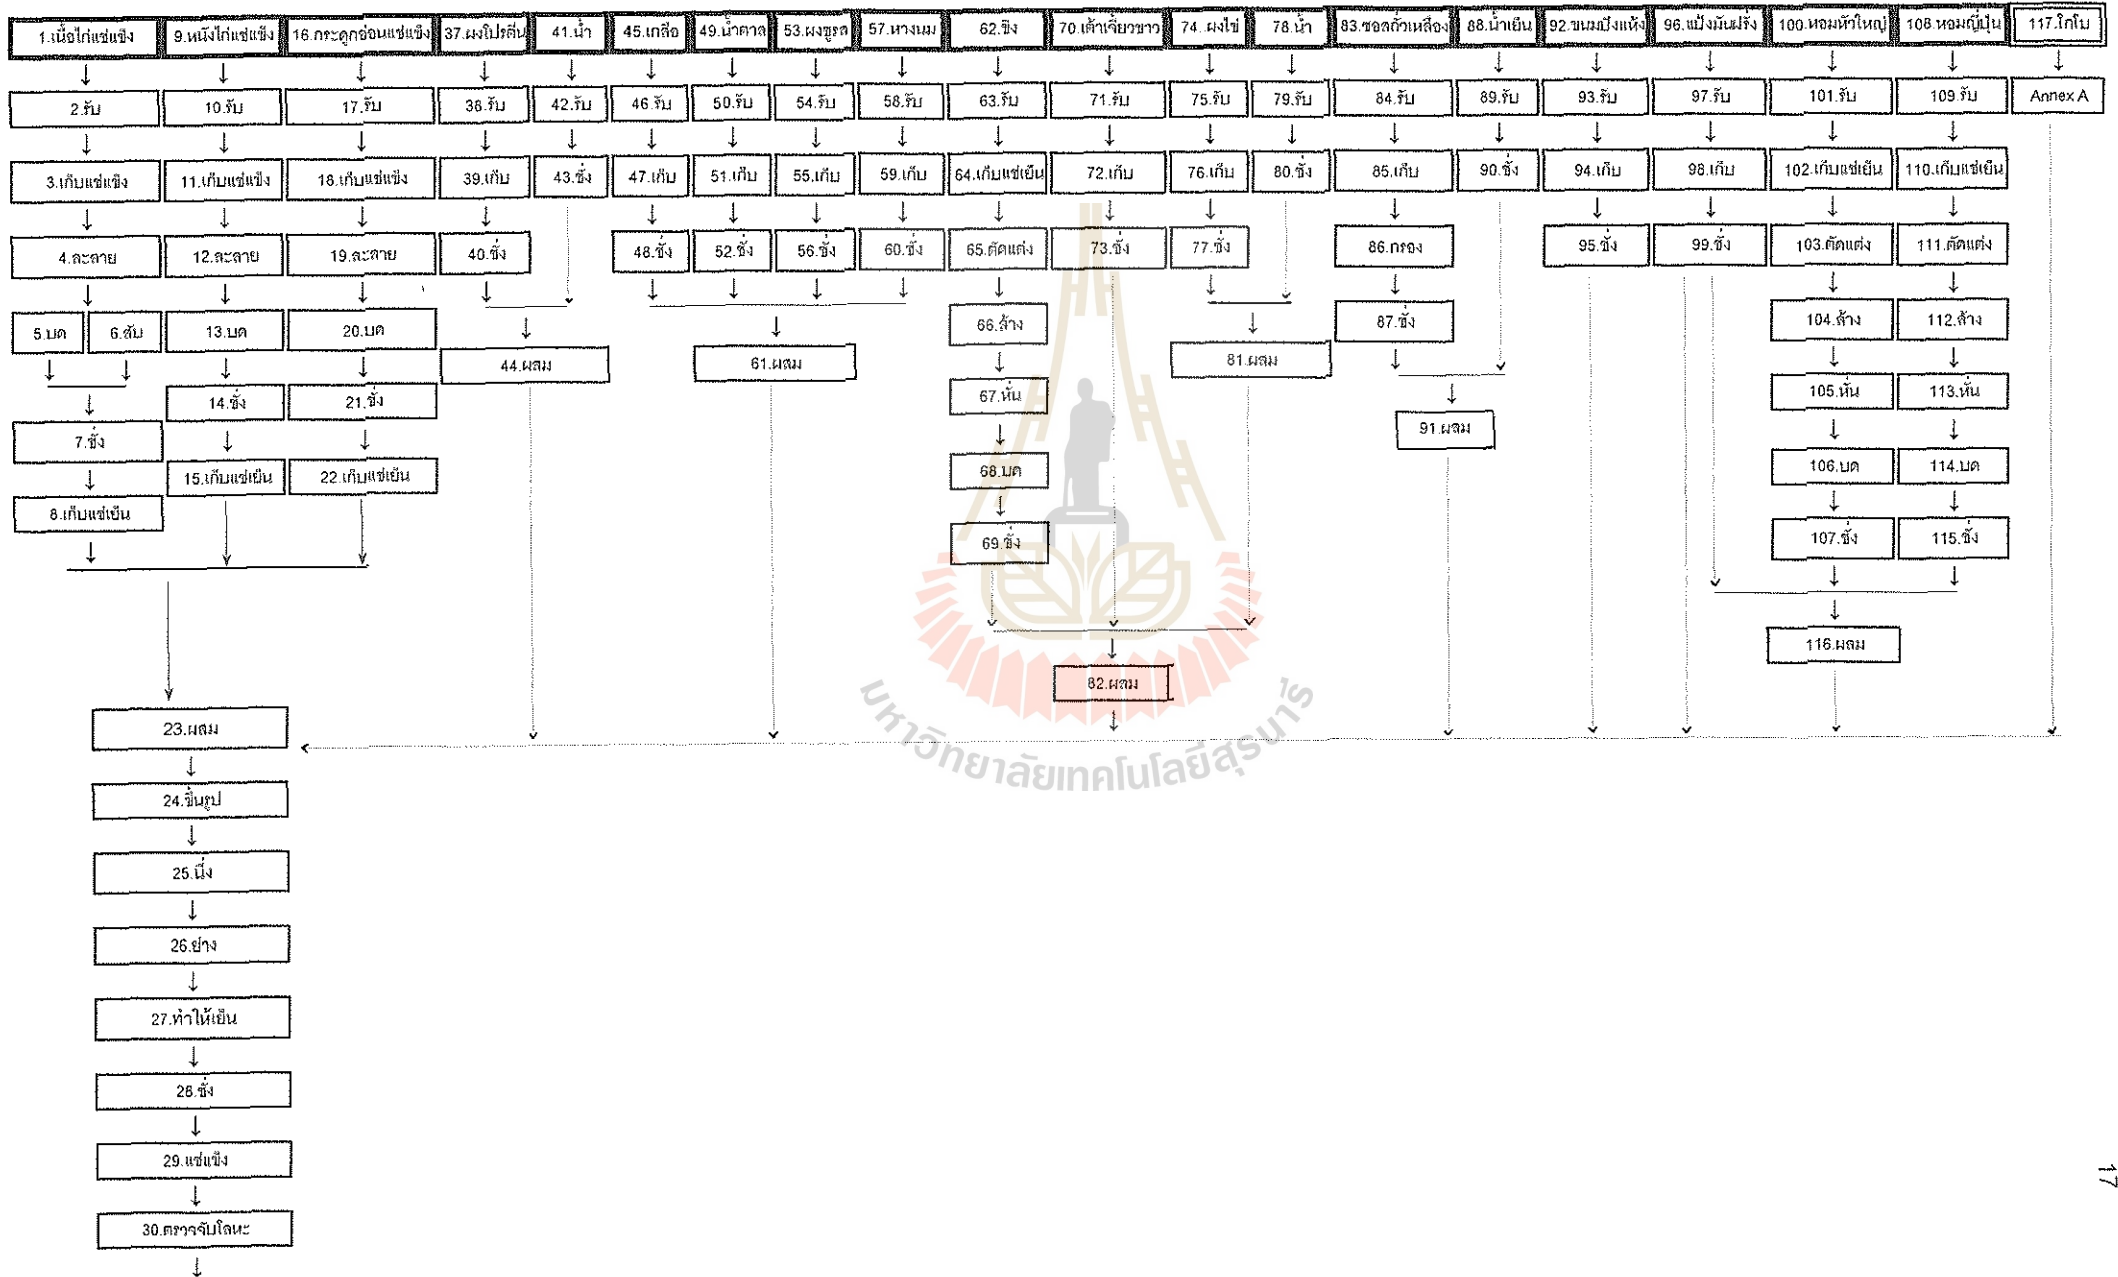 1.เนื้อไก่แช่แข็ง 9.หนังไก่แช่แข็ง 16.กระดูกอ่อนแช่แข็ง 37.ผงโปรตีน 41.น้ำ 45.เกลือ 49.น้ำตาล 53.ผงชูรส 57.หางนม 62.ขิง 70.เต้าเจี้ยวขาว 74. ผงไข่ 78.น้ำ 83.ซอสถั่วเหลือง 88.น้ำเย็น 92.ขนมปังแห้ง 96.แป้งมันฝรั่ง 100.หอมหัวใหญ่ 108.หอมญี่ปุ่น 117.โกโบ
2.รับ 10.รับ 17.รับ 38.รับ 42.รับ 46.รับ 50.รับ 54.รับ 58.รับ 63.รับ 71.รับ 75.รับ 79.รับ 84.รับ 89.รับ 93.รับ 97.รับ 101.รับ 109.รับ Annex A
3.เก็บแช่แข็ง 11.เก็บแช่แข็ง 18.เก็บแช่แข็ง 39.เก็บ 43.ชั่ง 47.เก็บ 51.เก็บ 55.เก็บ 59.เก็บ 64.เก็บแช่เย็น 72.เก็บ 76.เก็บ 80.ชั่ง 85.เก็บ 90.ชั่ง 94.เก็บ 98.เก็บ 102.เก็บแช่เย็น 110.เก็บแช่เย็น
4.ละลาย 12.ละลาย 19.ละลาย 40.ชั่ง 48.ชั่ง 52.ชั่ง 56.ชั่ง 60.ชั่ง 65.ตัดแต่ง 73.ชั่ง 77.ชั่ง 86.กรอง 95.ชั่ง 99.ชั่ง 103.ตัดแต่ง 111.ตัดแต่ง
5.บด 6.สับ 13.บด 20.บด 66.ล้าง 87.ชั่ง 104.ล้าง 112.ล้าง
44.ผสม 61.ผสม 81.ผสม
14.ชั่ง 21.ชั่ง 67.หั่น 105.หั่น 113.หั่น
7.ชั่ง 91.ผสม
15.เก็บแช่เย็น 22.เก็บแช่เย็น 68.บด 106.บด 114.บด
8.เก็บแช่เย็น 69.ชั่ง 107.ชั่ง 115.ชั่ง
116.ผสม
82.ผสม
23.ผสม
มหาวิทยาลัยเทคโนโลยีสุรนารี
24.ขึ้นรูป
25.นึ่ง
26.ย่าง
27.ทำให้เย็น
28.ชั่ง
29.แช่แข็ง
30.ตรวจจับโลหะ
17